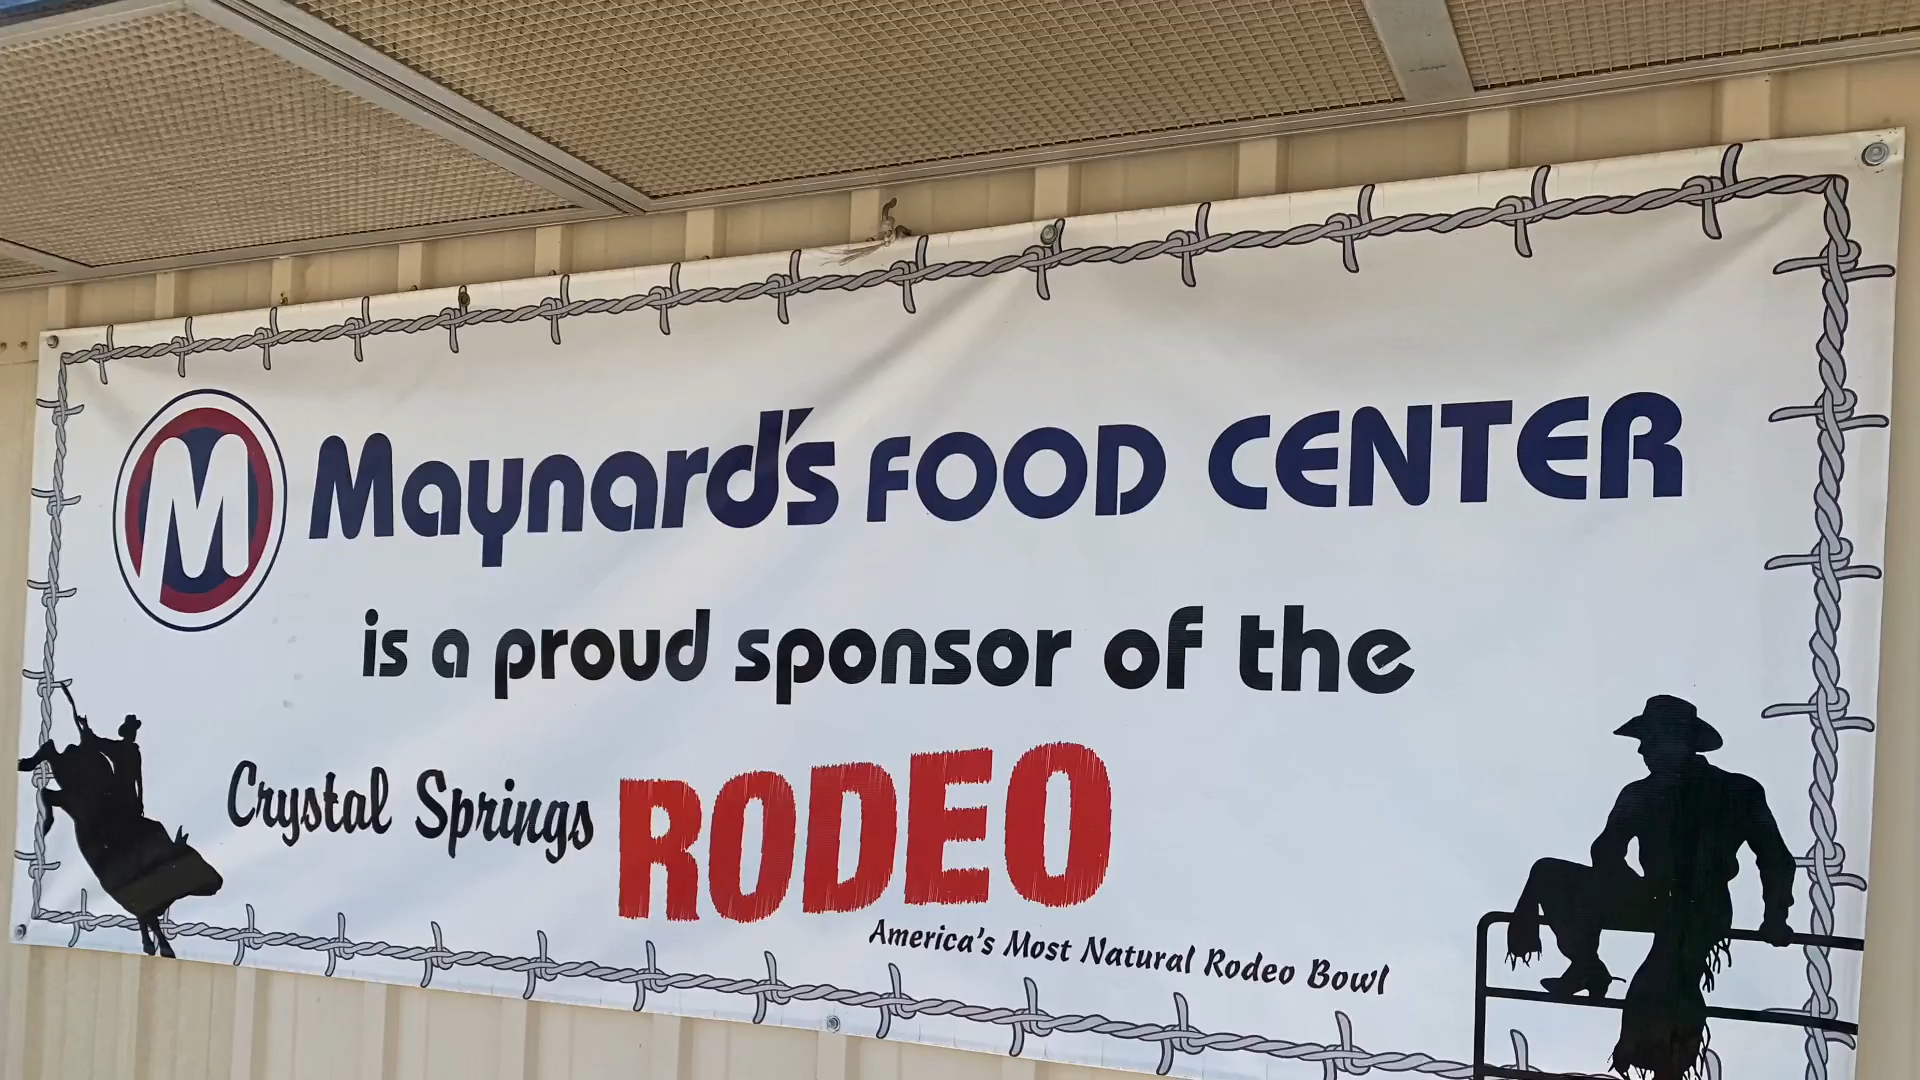 M Maynard's FOOD CENTER
is a proud sponsor of the
Crystal Springs RODEO
America's Most Natural Rodeo Bowl